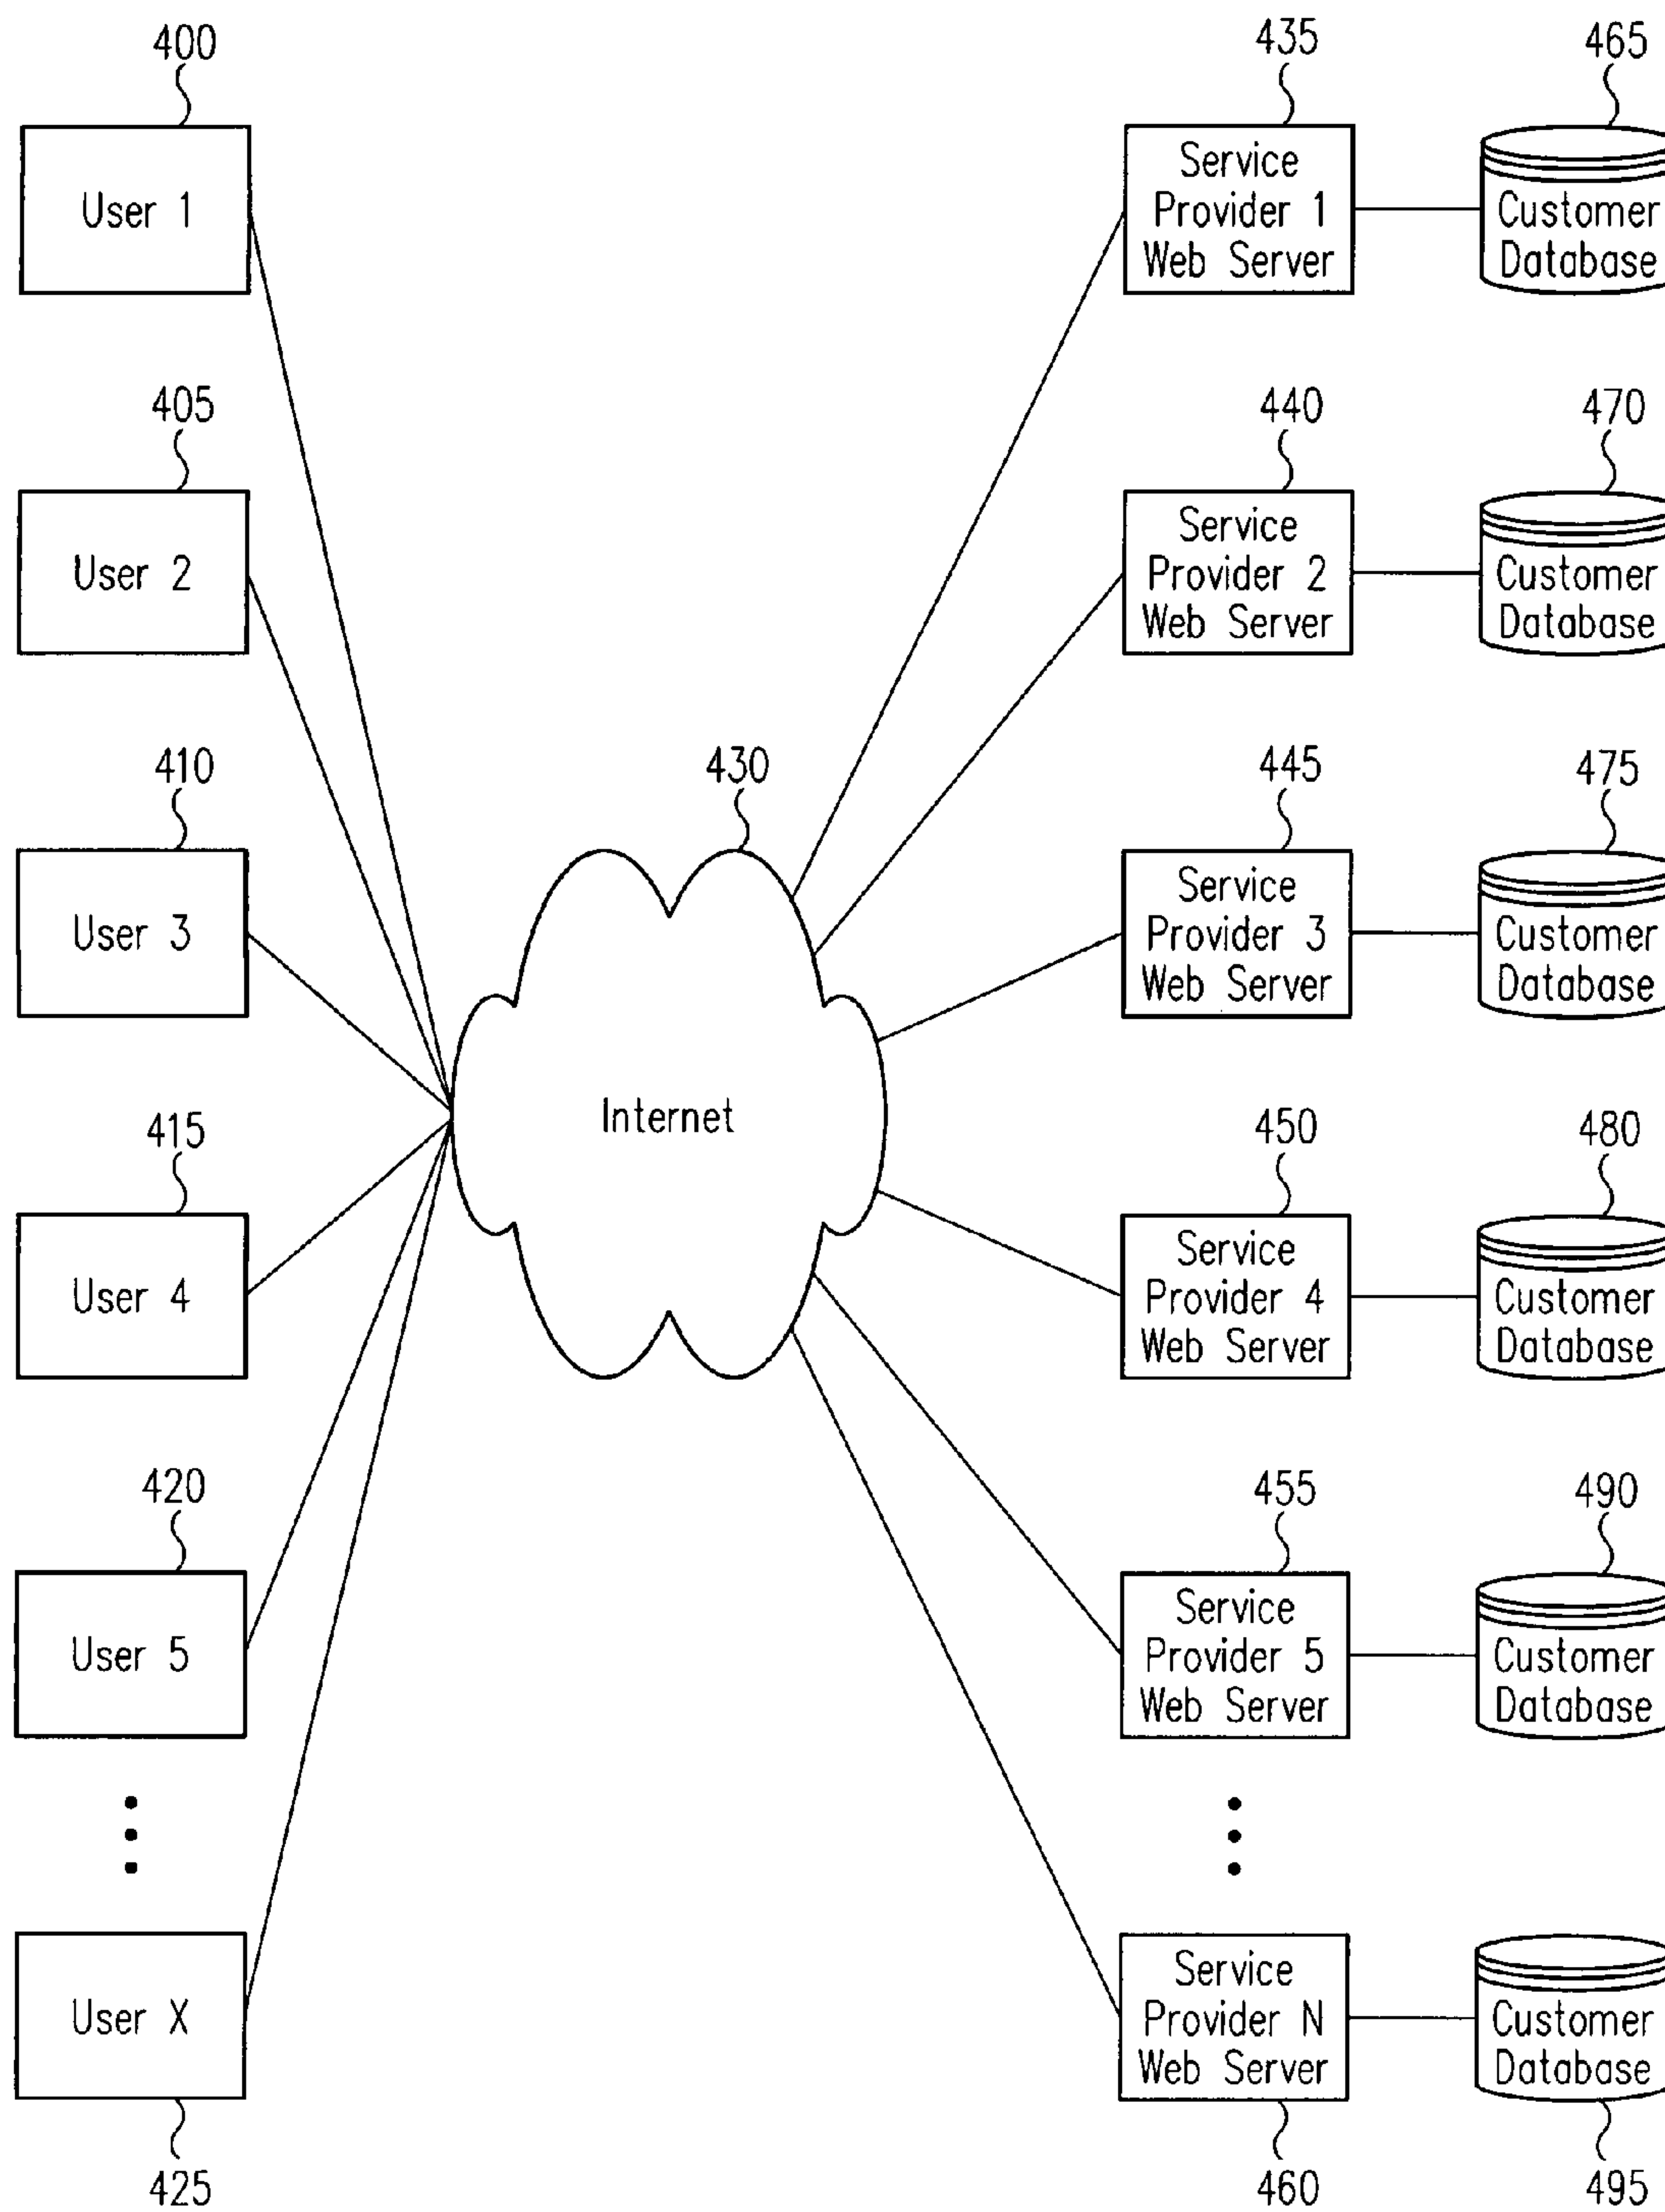 400
435
465
User 1
Service
Provider 1
Web Server
Customer
Database
405
440
470
User 2
Service
Provider 2
Web Server
Customer
Database
410
430
445
475
User 3
Service
Provider 3
Web Server
Customer
Database
Internet
415
450
480
User 4
Service
Provider 4
Web Server
Customer
Database
420
455
490
User 5
Service
Provider 5
Web Server
Customer
Database
User X
Service
Provider N
Web Server
Customer
Database
425
460
495